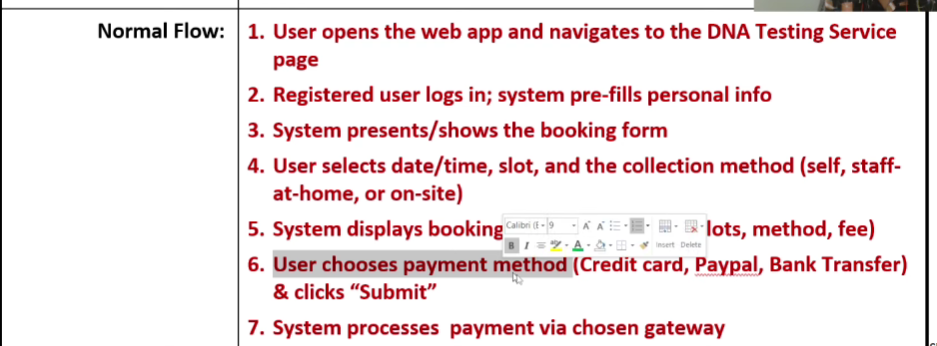 Normal Flow: 1. User opens the web app and navigates to the DNA Testing Service
page
2. Registered user logs in; system pre-fills personal info
3. System presents/shows the booking form
4. User selects date/time, slot, and the collection method (self, staff-
at-home, or on-site)
Calibri (E 9 A A
5. System displays booking lots, method, fee)
B I A Insert Delete
6. User chooses payment method (Credit card, Paypal, Bank Transfer)
& clicks “Submit”
7. System processes payment via chosen gateway